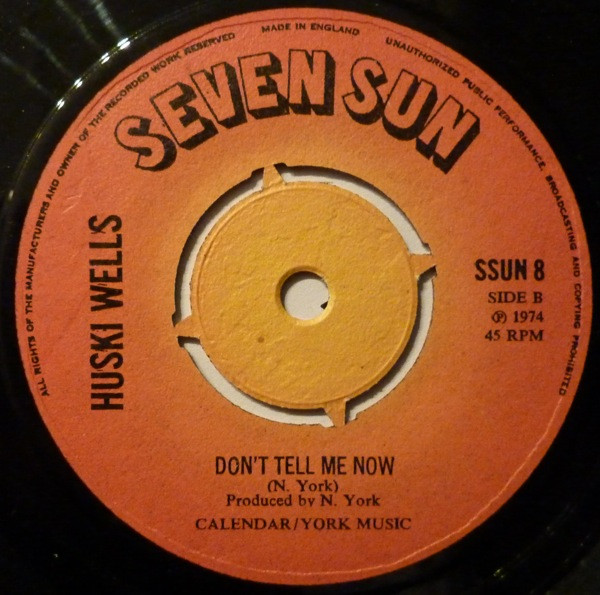 ALL RIGHTS OF THE MANUFACTURERS AND OWNER OF THE RECORDED WORK RESERVED
MADE IN ENGLAND
UNAUTHORIZED PUBLIC PERFORMANCE, BROADCASTING AND COPYING PROHIBITED
SEVEN SUN
HUSKI WELLS
SSUN 8
SIDE B
℗ 1974
45 RPM
DON'T TELL ME NOW
(N. York)
Produced by N. York
CALENDAR/YORK MUSIC